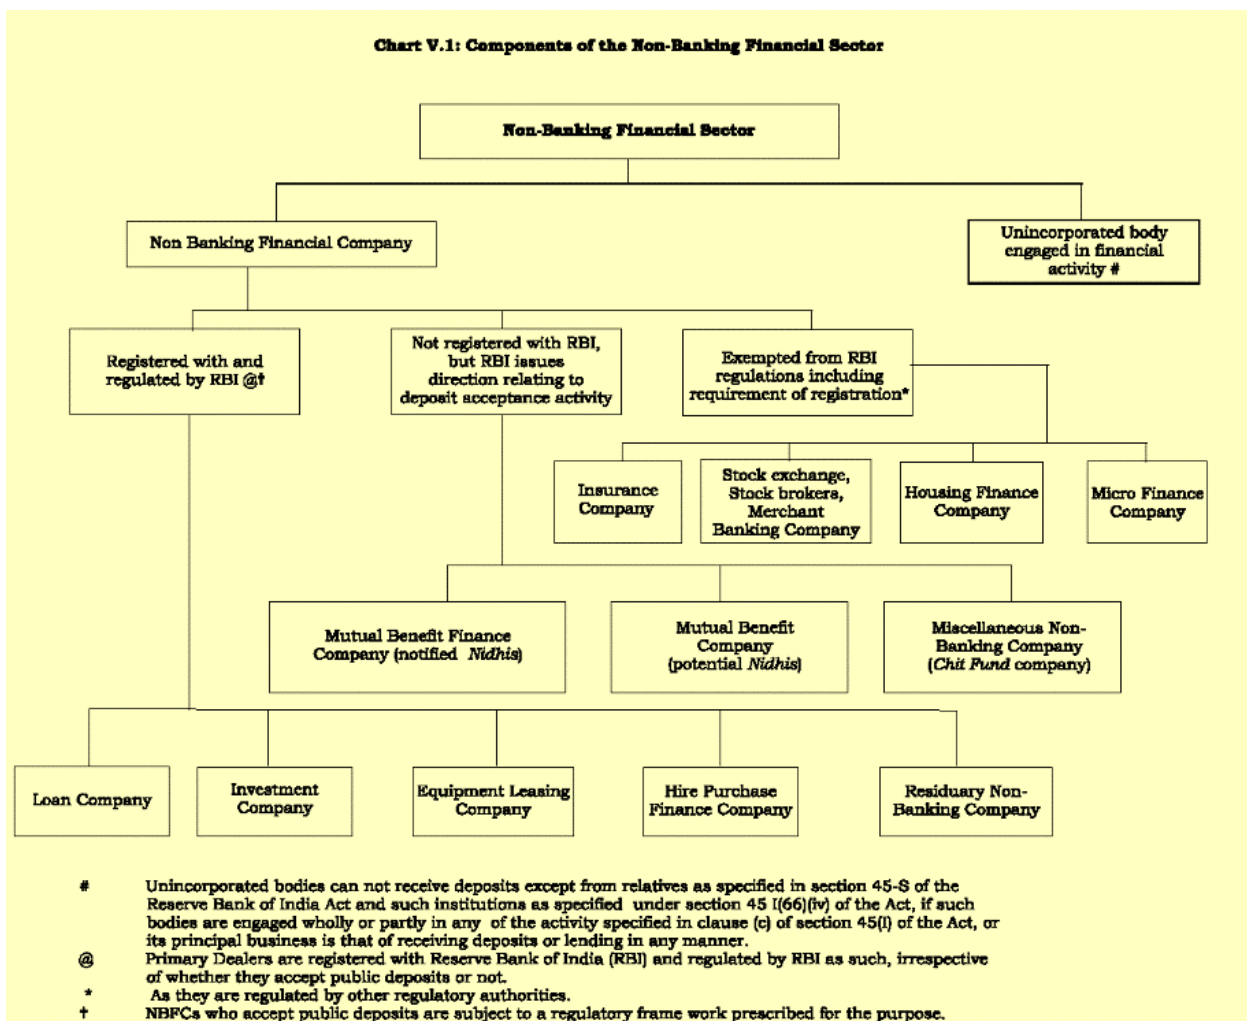 Chart V.1: Components of the Non-Banking Financial Sector
Non-Banking Financial Sector
Non Banking Financial Company
Unincorporated body
engaged in financial
activity #
Registered with and
regulated by RBI @†
Not registered with RBI,
but RBI issues
direction relating to
deposit acceptance activity
Exempted from RBI
regulations including
requirement of registration*
Insurance
Company
Stock exchange,
Stock brokers,
Merchant
Banking Company
Housing Finance
Company
Micro Finance
Company
Mutual Benefit Finance
Company (notified Nidhis)
Mutual Benefit
Company
(potential Nidhis)
Miscellaneous Non-
Banking Company
(Chit Fund company)
Loan Company
Investment
Company
Equipment Leasing
Company
Hire Purchase
Finance Company
Residuary Non-
Banking Company
# Unincorporated bodies can not receive deposits except from relatives as specified in section 45-S of the
Reserve Bank of India Act and such institutions as specified under section 45 I(66)(iv) of the Act, if such
bodies are engaged wholly or partly in any of the activity specified in clause (c) of section 45(I) of the Act, or
its principal business is that of receiving deposits or lending in any manner.
@ Primary Dealers are registered with Reserve Bank of India (RBI) and regulated by RBI as such, irrespective
of whether they accept public deposits or not.
* As they are regulated by other regulatory authorities.
† NBFCs who accept public deposits are subject to a regulatory frame work prescribed for the purpose.